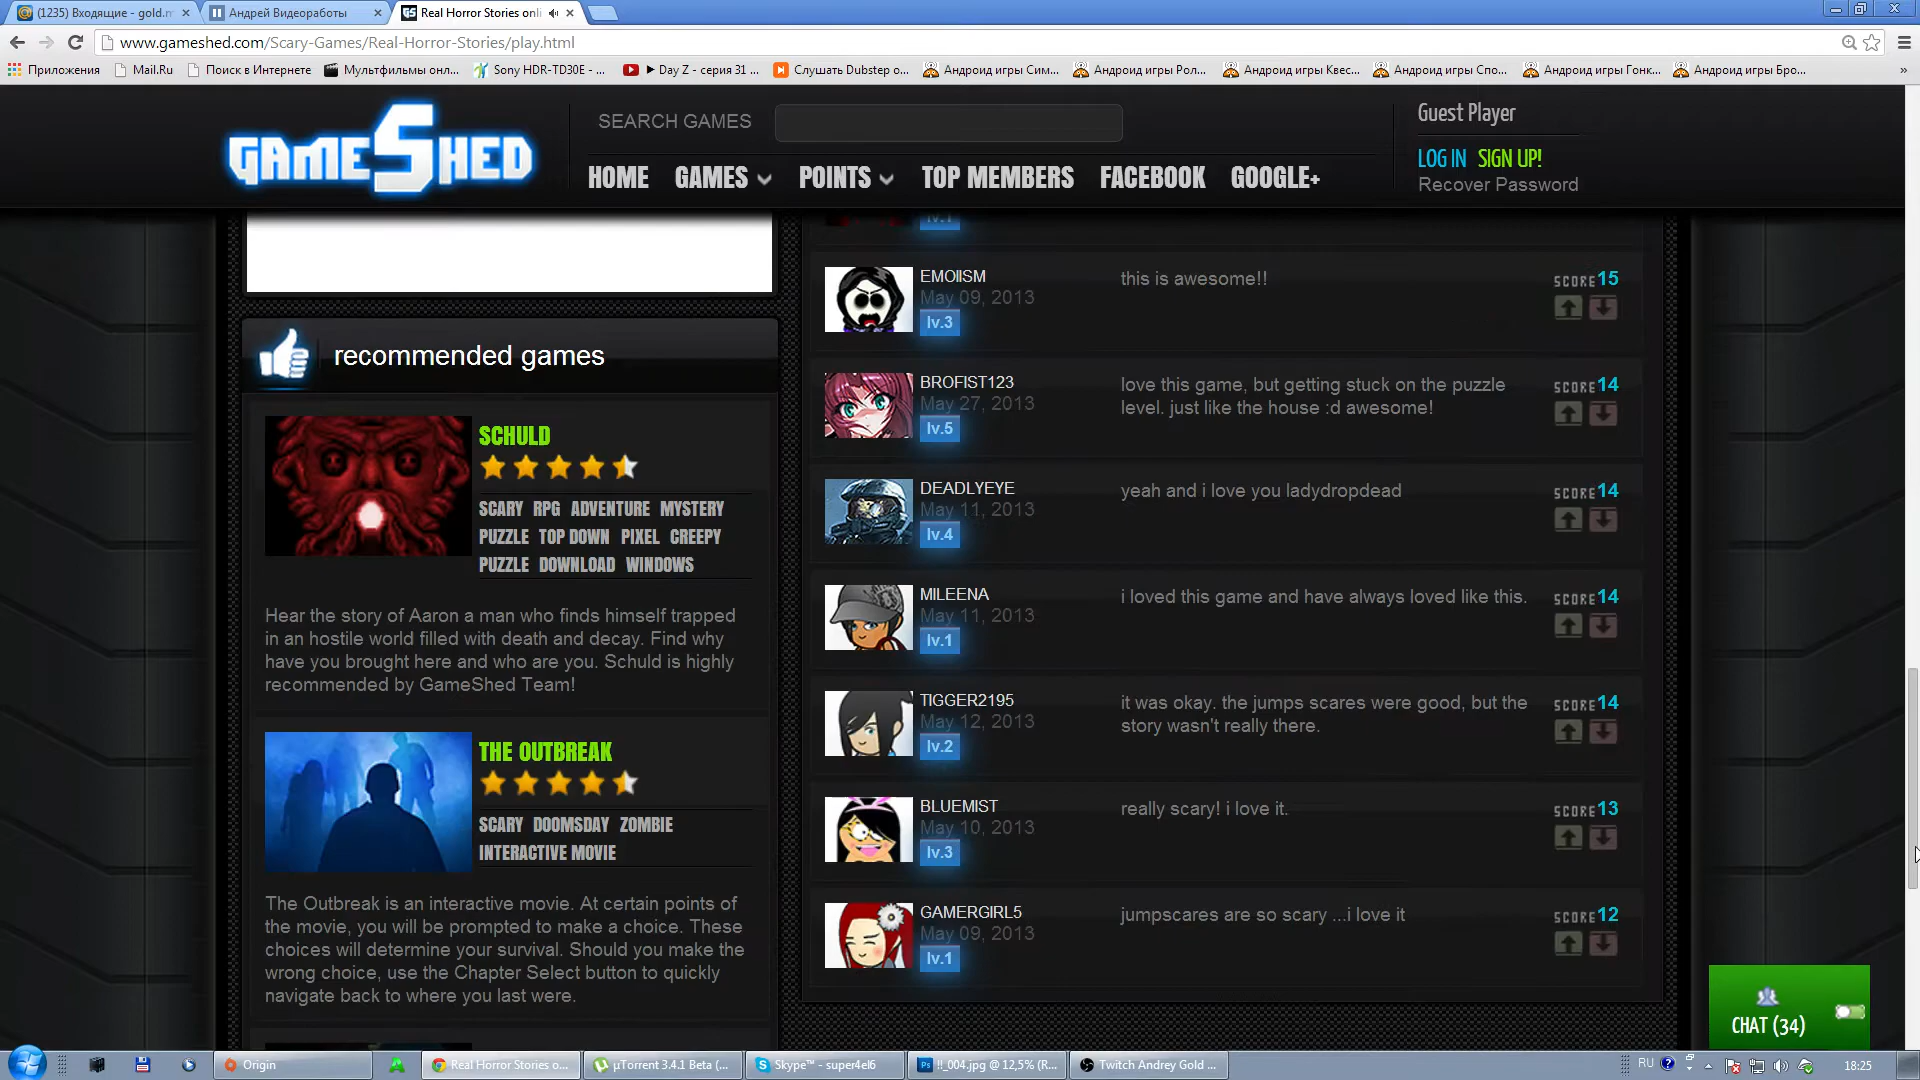 (1235) Входящие - gold.m
Андрей Видеоработы
Real Horror Stories onli
www.gameshed.com/Scary-Games/Real-Horror-Stories/play.html
Приложения
Mail.Ru
Поиск в Интернете
Мультфильмы онл...
Sony HDR-TD30E - ...
► Day Z - серия 31 ...
Слушать Dubstep о...
Андроид игры Сим...
Андроид игры Рол...
Андроид игры Квес...
Андроид игры Спо...
Андроид игры Гонк...
Андроид игры Бро...
»
GAMESHED
SEARCH GAMES
Guest Player
LOG IN SIGN UP!
Recover Password
HOME GAMES POINTS TOP MEMBERS FACEBOOK GOOGLE+
recommended games
SCHULD
SCARY RPG ADVENTURE MYSTERY
PUZZLE TOP DOWN PIXEL CREEPY
PUZZLE DOWNLOAD WINDOWS
Hear the story of Aaron a man who finds himself trapped
in an hostile world filled with death and decay. Find why
have you brought here and who are you. Schuld is highly
recommended by GameShed Team!
THE OUTBREAK
SCARY DOOMSDAY ZOMBIE
INTERACTIVE MOVIE
The Outbreak is an interactive movie. At certain points of
the movie, you will be prompted to make a choice. These
choices will determine your survival. Should you make the
wrong choice, use the Chapter Select button to quickly
navigate back to where you last were.
lv.1
EMOIISM
May 09, 2013
lv.3
this is awesome!!
SCORE 15
BROFIST123
May 27, 2013
lv.5
love this game, but getting stuck on the puzzle
level. just like the house :d awesome!
SCORE 14
DEADLYEYE
May 11, 2013
lv.4
yeah and i love you ladydropdead
SCORE 14
MILEENA
May 11, 2013
lv.1
i loved this game and have always loved like this.
SCORE 14
TIGGER2195
May 12, 2013
lv.2
it was okay. the jumps scares were good, but the
story wasn't really there.
SCORE 14
BLUEMIST
May 10, 2013
lv.3
really scary! i love it.
SCORE 13
GAMERGIRL5
May 09, 2013
lv.1
jumpscares are so scary ...i love it
SCORE 12
CHAT (34)
Origin
Real Horror Stories o...
µTorrent 3.4.1 Beta (...
Skype™ - super4el6
!!_004.jpg @ 12,5% (R...
Twitch Andrey Gold ...
RU
18:25